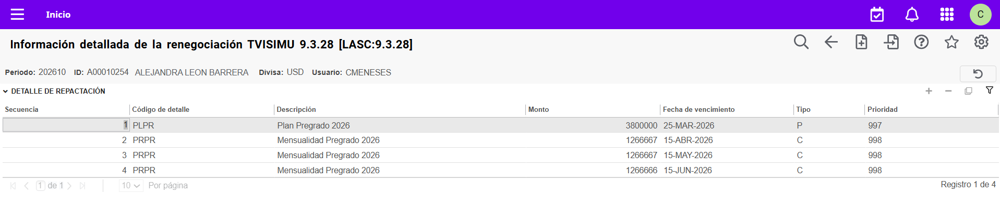 Inicio
C
Información detallada de la renegociación TVISIMU 9.3.28 [LASC:9.3.28]
Periodo: 202610 ID: A00010254 ALEJANDRA LEON BARRERA Divisa: USD Usuario: CMENESES
DETALLE DE REPACTACIÓN
Secuencia Código de detalle Descripción Monto Fecha de vencimiento Tipo Prioridad
1 PLPR Plan Pregrado 2026 3800000 25-MAR-2026 P 997
2 PRPR Mensualidad Pregrado 2026 1266667 15-ABR-2026 C 998
3 PRPR Mensualidad Pregrado 2026 1266667 15-MAY-2026 C 998
4 PRPR Mensualidad Pregrado 2026 1266666 15-JUN-2026 C 998
1 de 1 10 Por página Registro 1 de 4